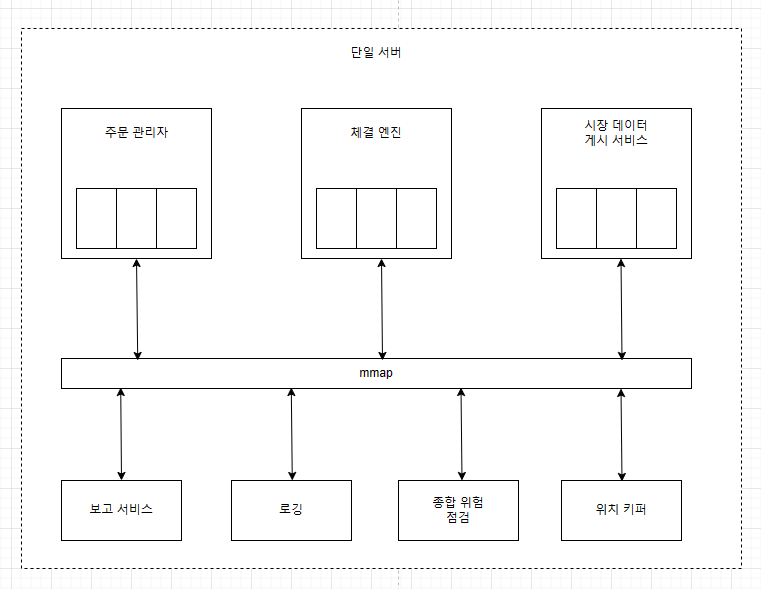 단일 서버
주문 관리자
체결 엔진
시장 데이터
게시 서비스
mmap
보고 서비스
로깅
종합 위험
점검
위치 키퍼